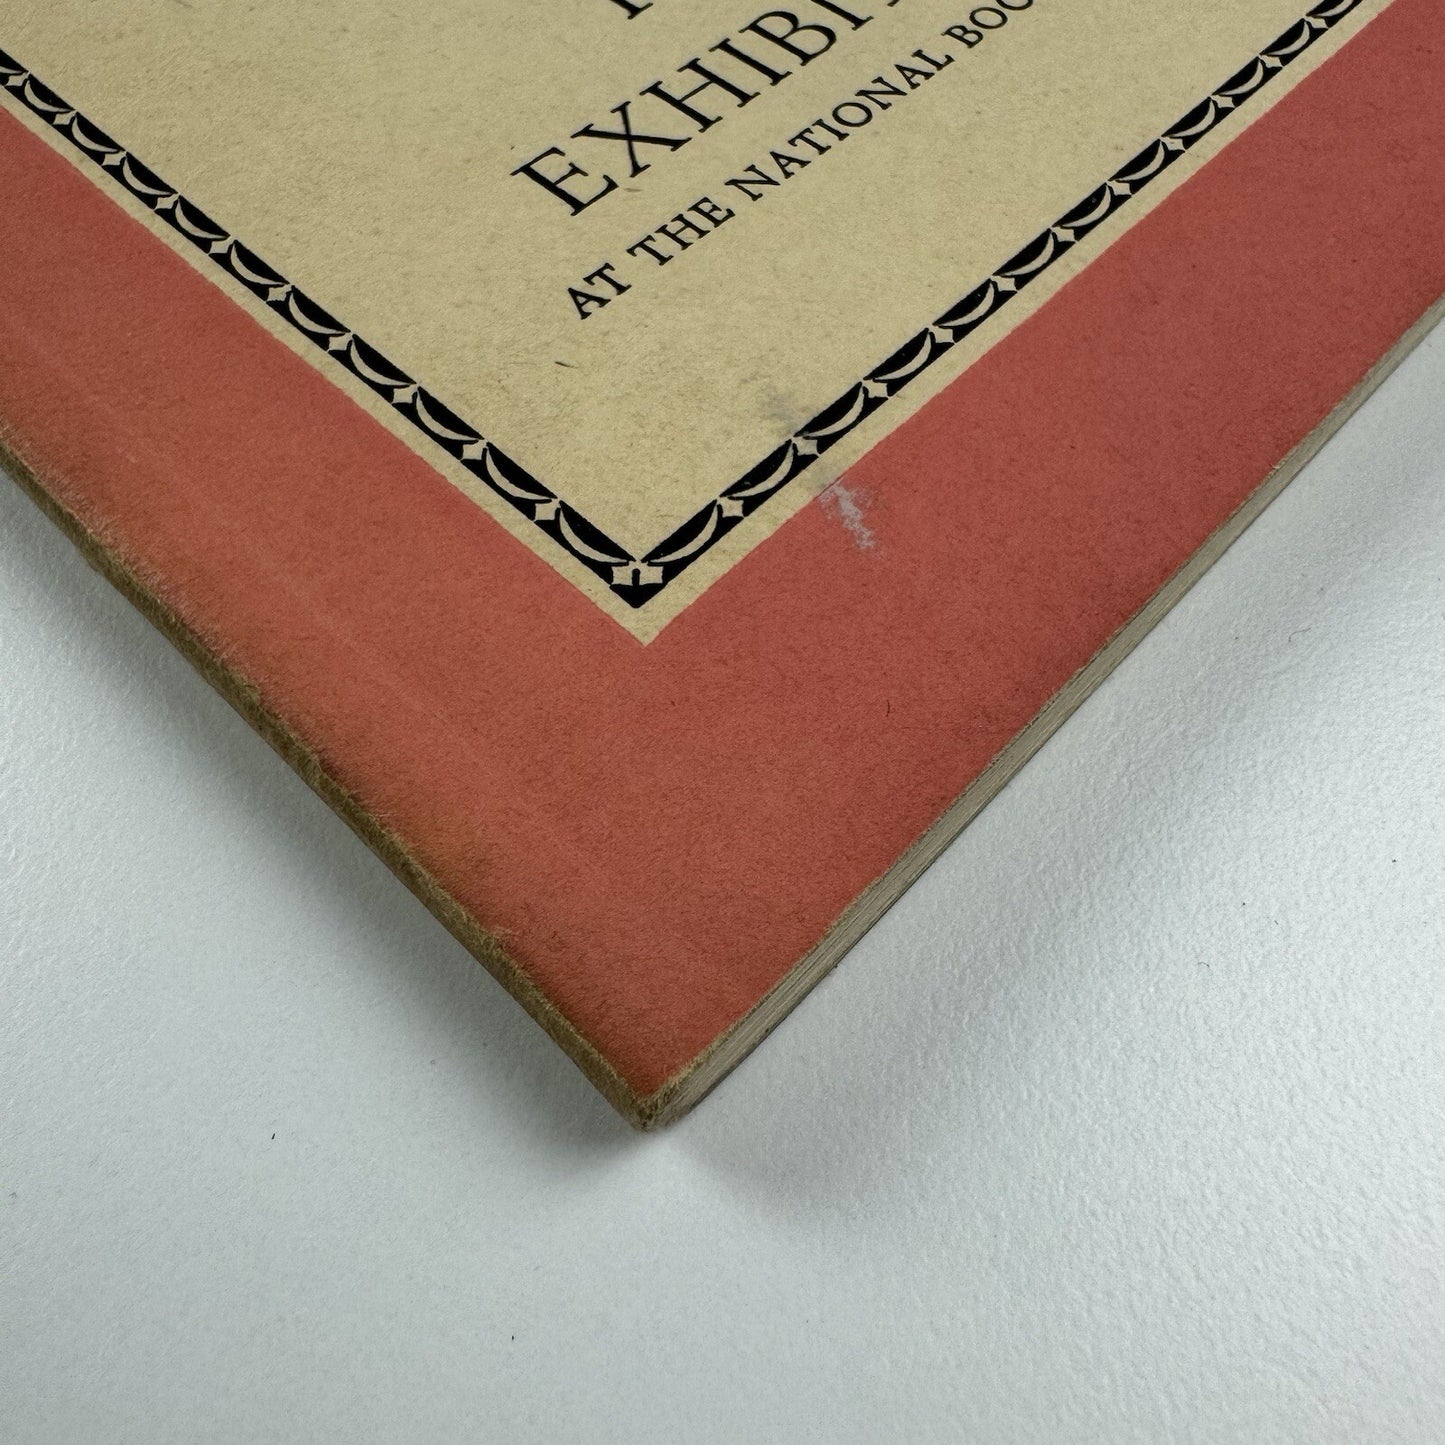 EXHIBI
AT THE NATIONAL BOO